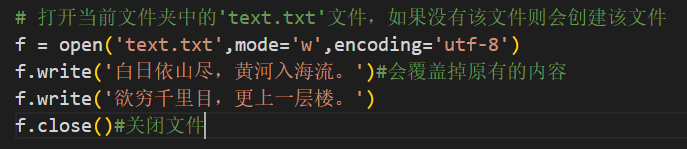 # 打开当前文件夹中的'text.txt'文件，如果没有该文件则会创建该文件
f = open('text.txt',mode='w',encoding='utf-8')
f.write('白日依山尽，黄河入海流。')#会覆盖掉原有的内容
f.write('欲穷千里目，更上一层楼。')
f.close()#关闭文件